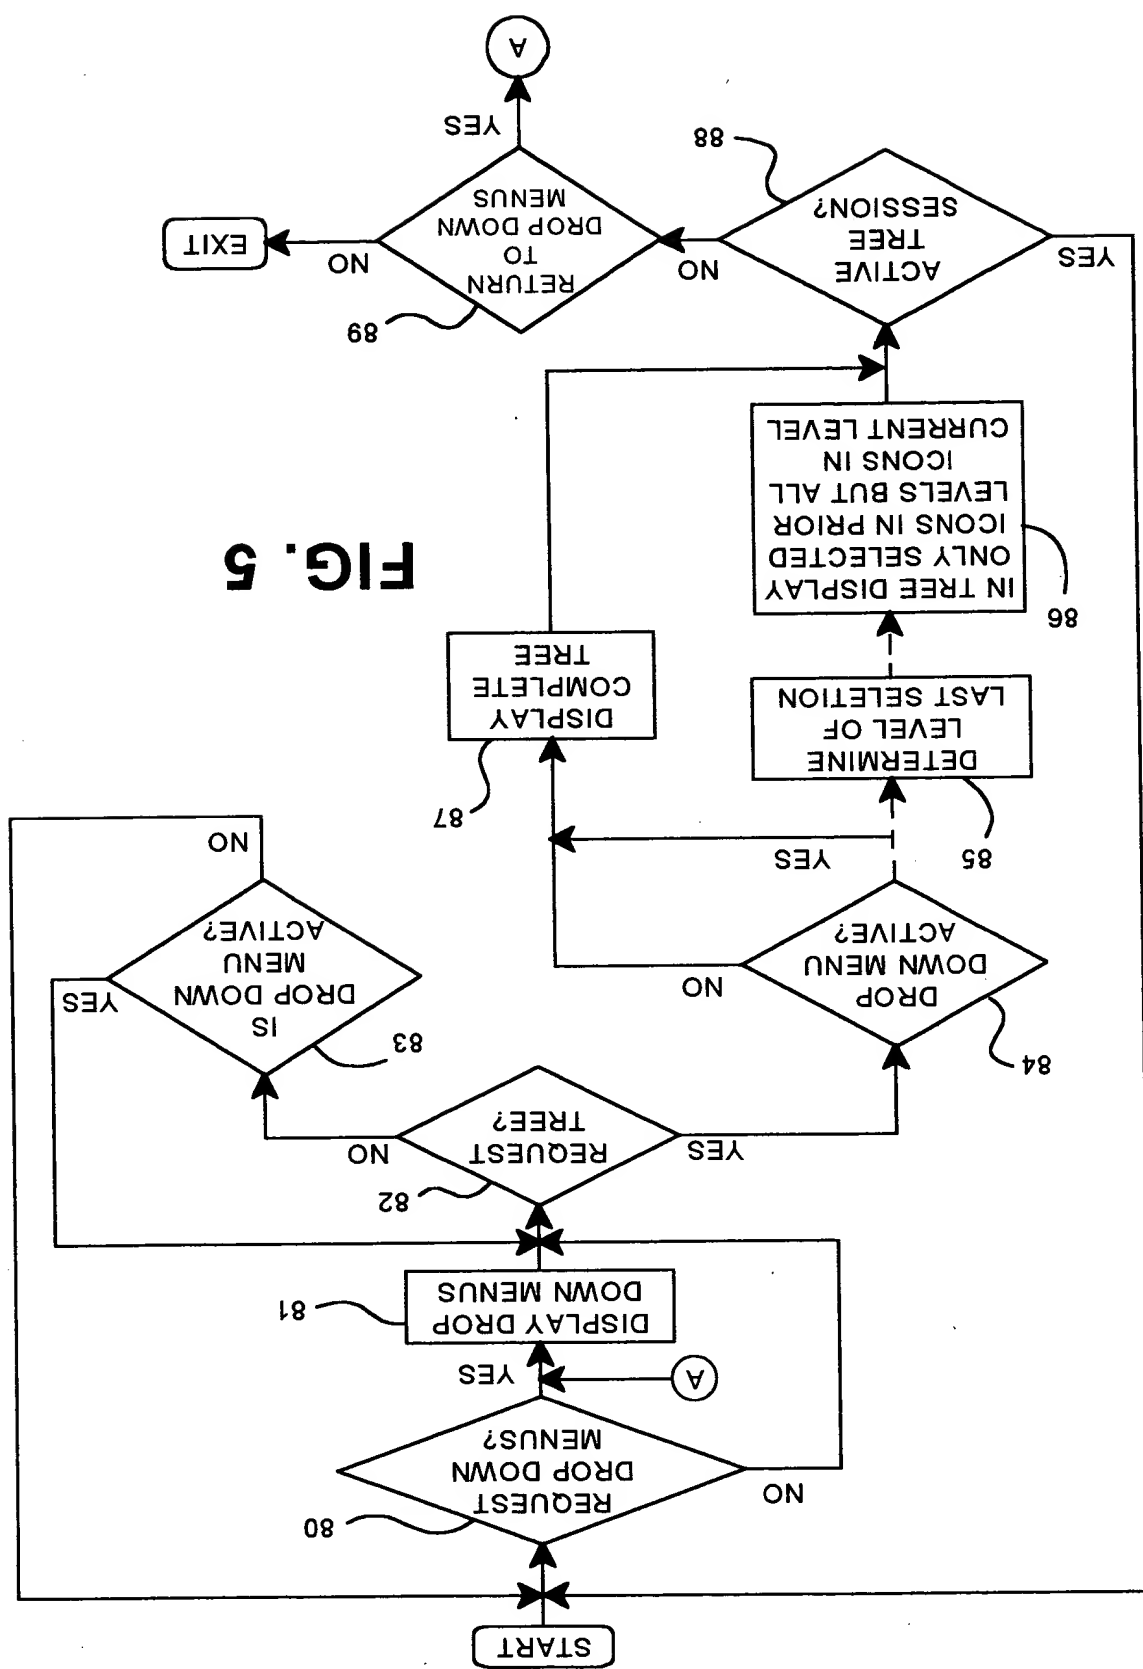 START
80
REQUEST
DROP DOWN
MENUS?
NO
YES
A
81
DISPLAY DROP
DOWN MENUS
82
REQUEST
TREE?
YES
NO
83
IS
DROP DOWN
MENU
ACTIVE?
YES
NO
84
DROP
DOWN MENU
ACTIVE?
NO
YES
85
DETERMINE
LEVEL OF
LAST SELETION
87
DISPLAY
COMPLETE
TREE
86
IN TREE DISPLAY
ONLY SELECTED
ICONS IN PRIOR
LEVELS BUT ALL
ICONS IN
CURRENT LEVEL
FIG. 5
88
ACTIVE
TREE
SESSION?
YES
NO
89
RETURN
TO
DROP DOWN
MENUS
NO
EXIT
YES
A